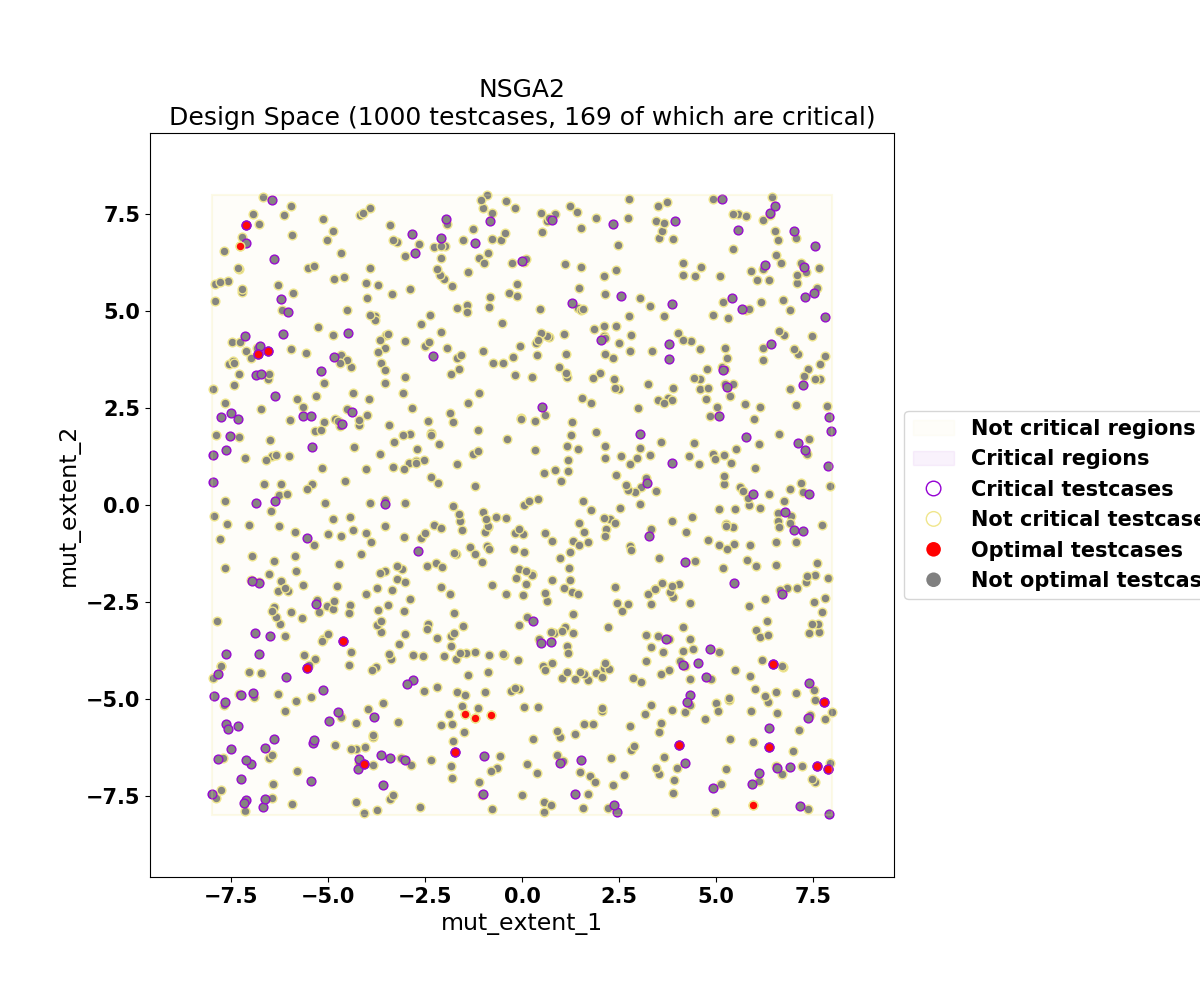 NSGA2
Design Space (1000 testcases, 169 of which are critical)
7.5
5.0
2.5
0.0
−2.5
−5.0
−7.5
mut_extent_2
−7.5 −5.0 −2.5 0.0 2.5 5.0 7.5
mut_extent_1
Not critical regions
Critical regions
Critical testcases
Not critical testcase
Optimal testcases
Not optimal testcas